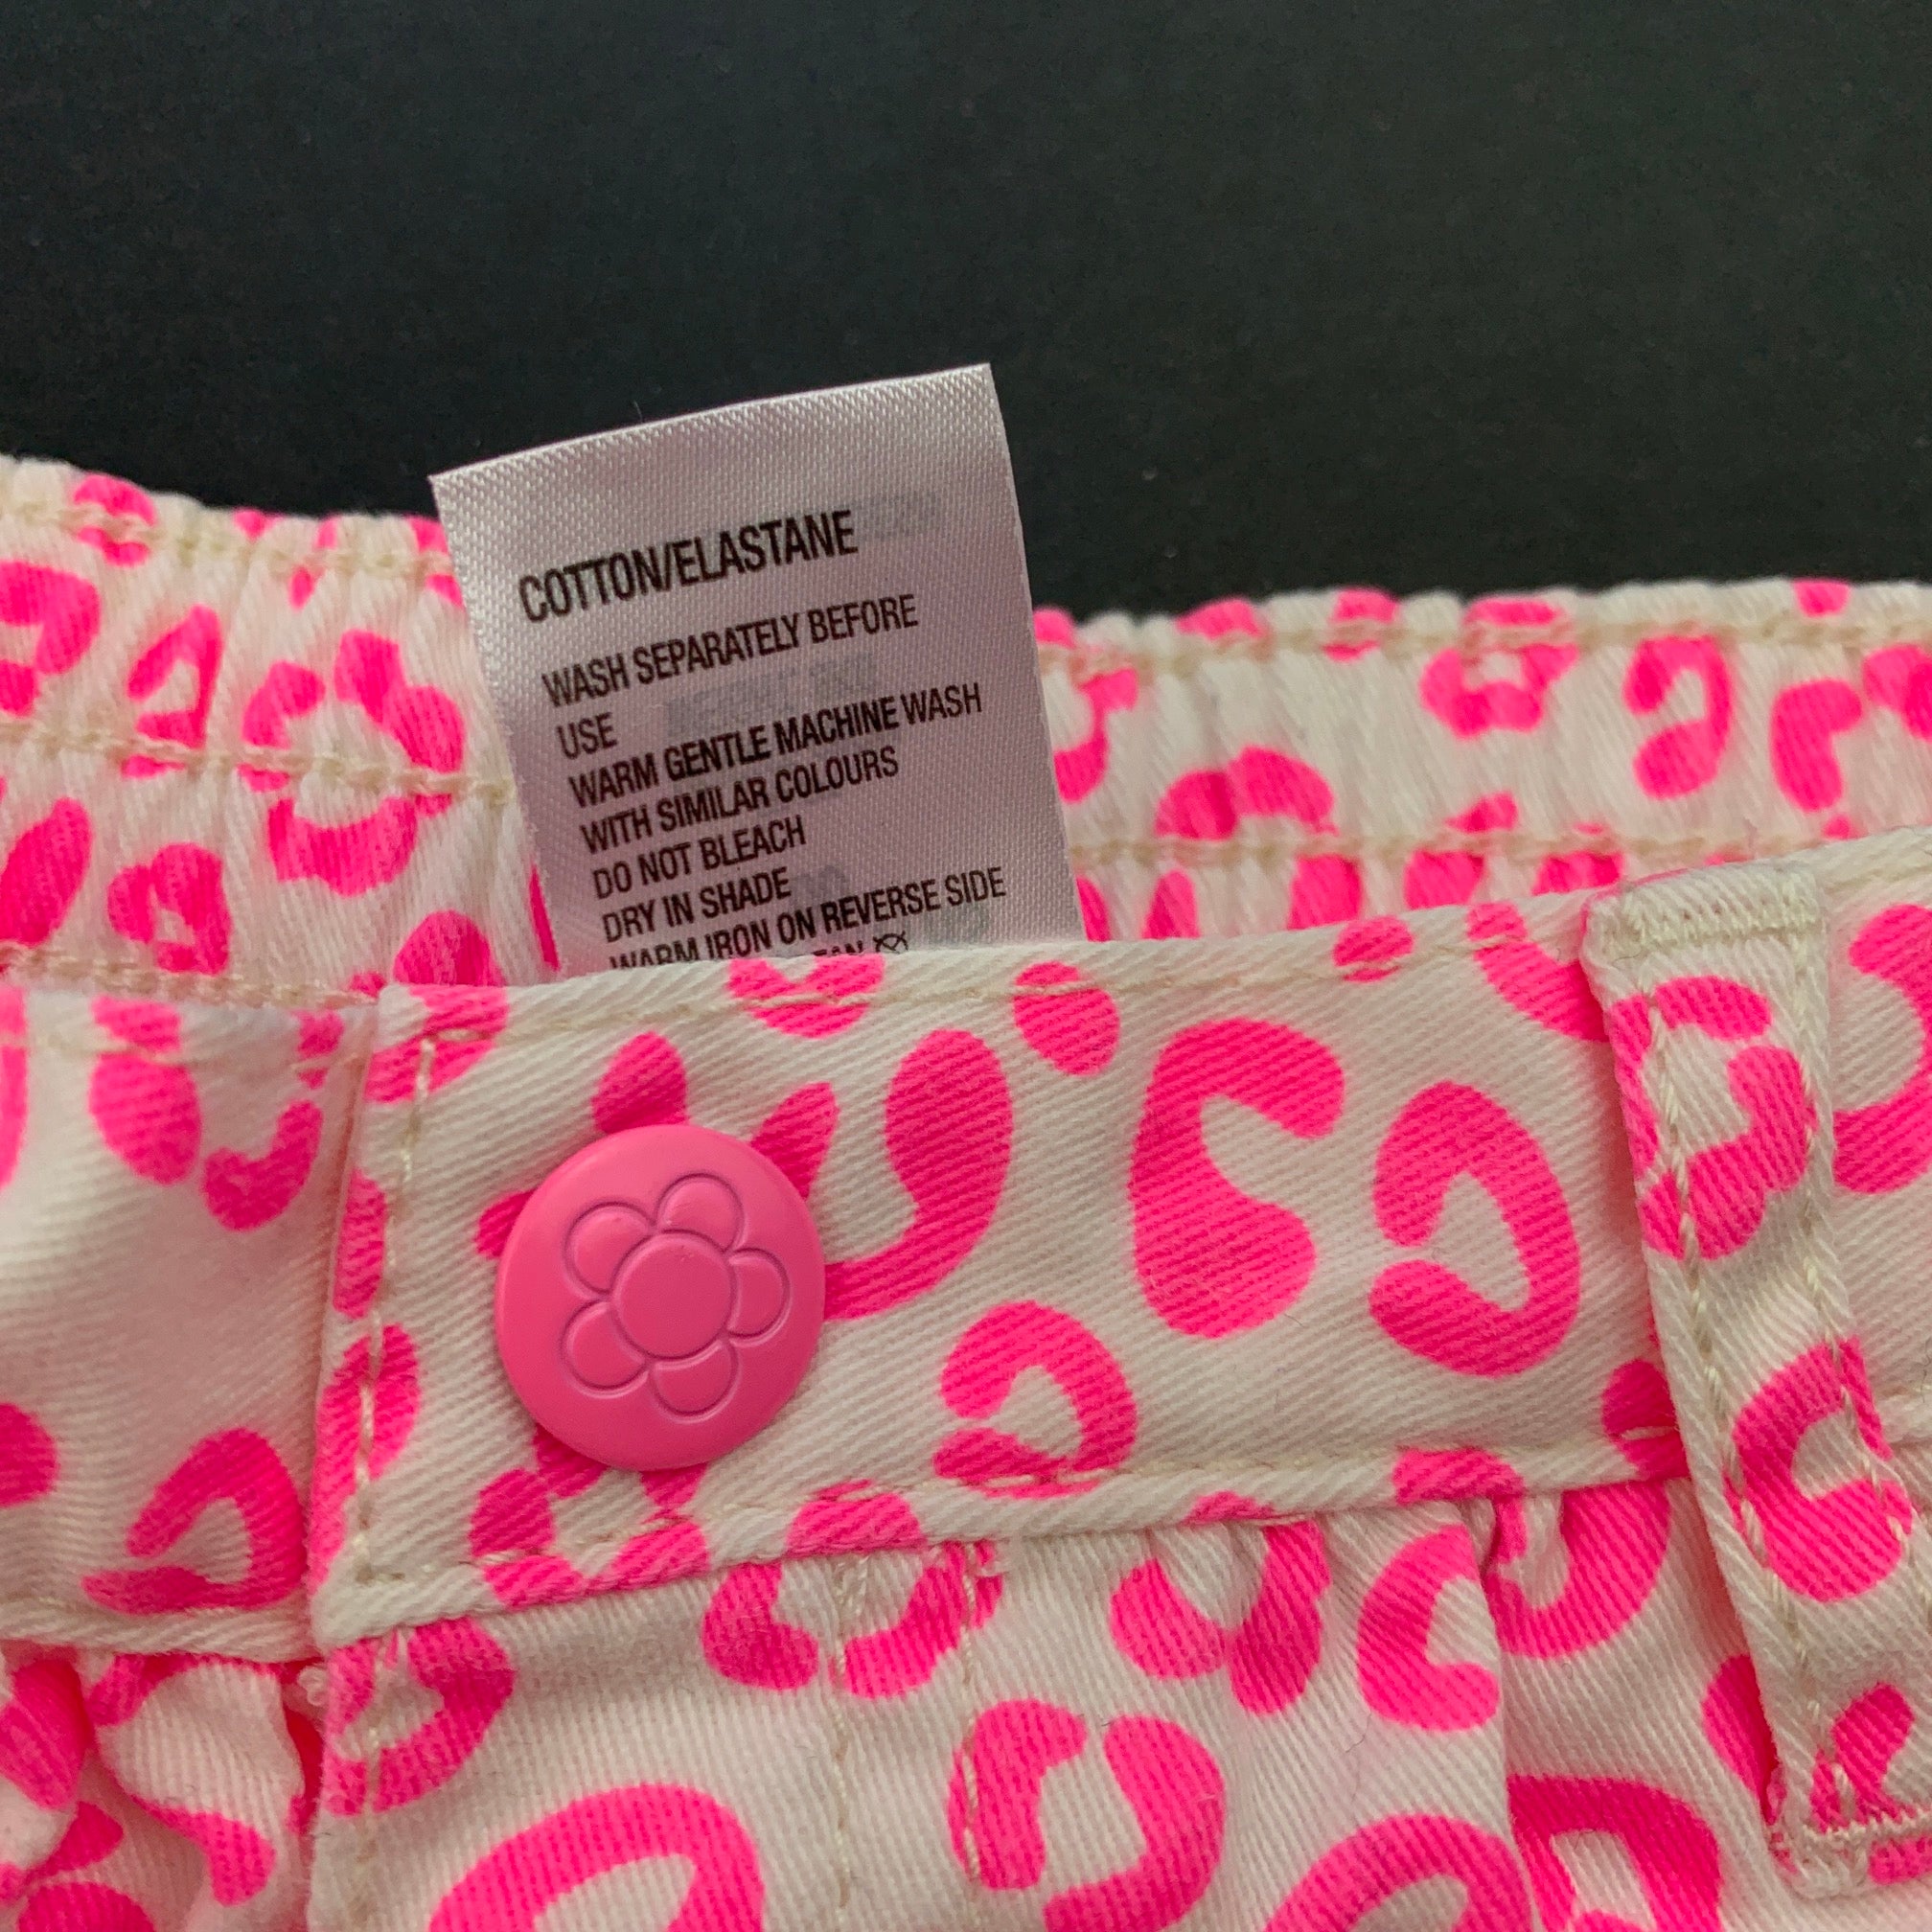 COTTON/ELASTANE
WASH SEPARATELY BEFORE
USE
WARM GENTLE MACHINE WASH
WITH SIMILAR COLOURS
DO NOT BLEACH
DRY IN SHADE
WARM IRON ON REVERSE SIDE